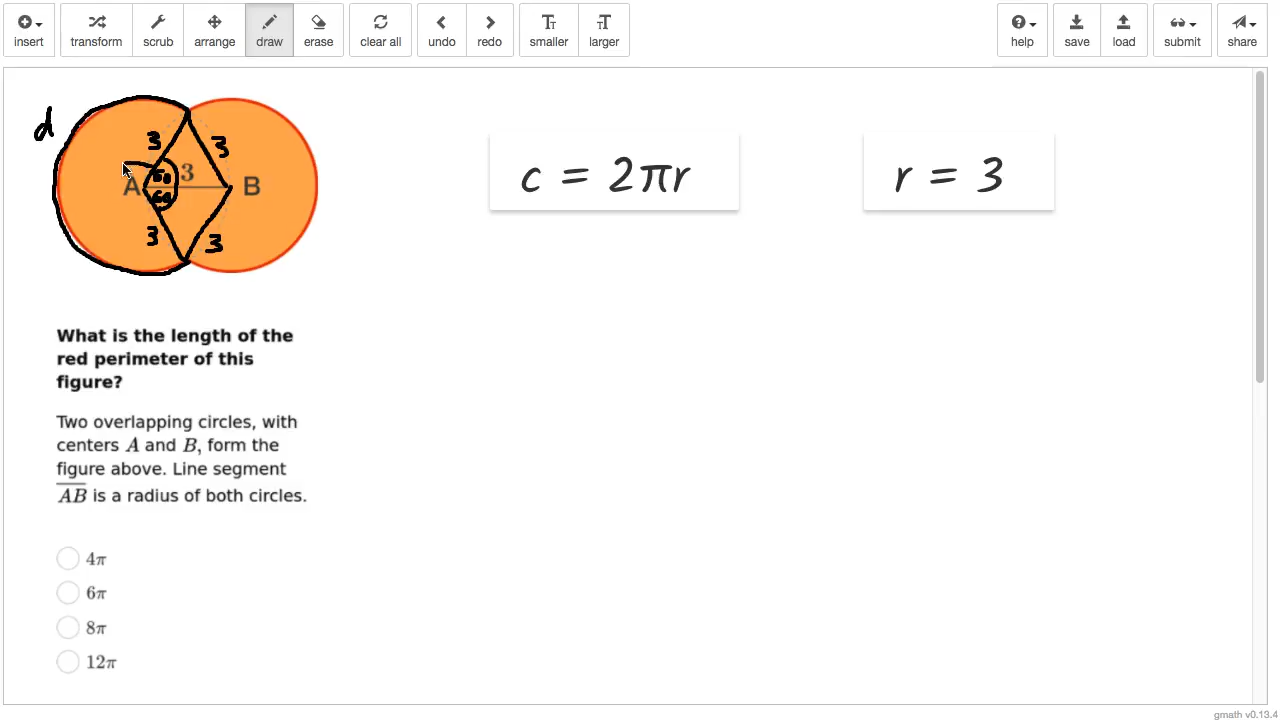 insert transform scrub arrange draw erase clear all undo redo smaller larger help save load submit share
d
3 3
3
60
A B
60
3 3
c = 2πr
r = 3
What is the length of the
red perimeter of this
figure?
Two overlapping circles, with
centers A and B, form the
figure above. Line segment
AB is a radius of both circles.
4π
6π
8π
12π
gmath v0.13.4